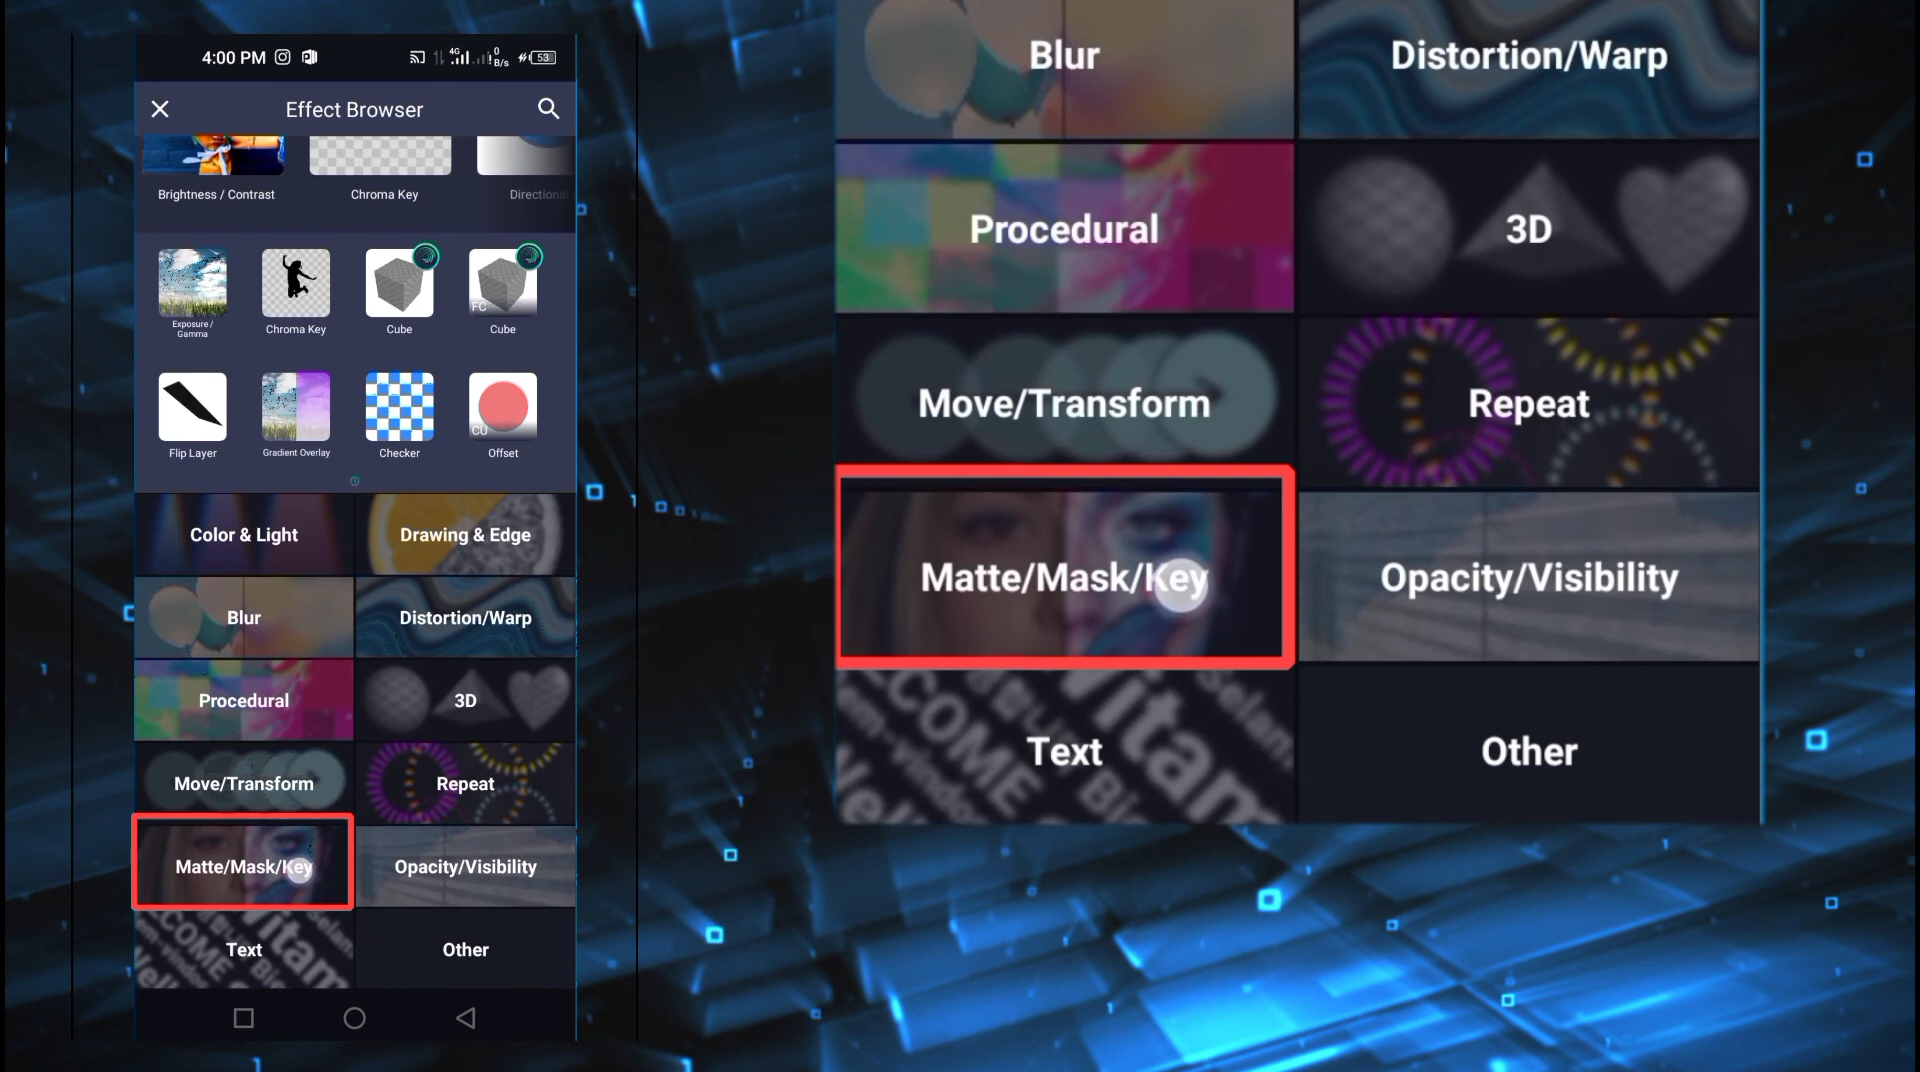 4:00 PM
4G
0
B/s
53
Effect Browser
Brightness / Contrast
Chroma Key
Directional
Exposure /
Gamma
Chroma Key
Cube
FC
Cube
Flip Layer
Gradient Overlay
Checker
CU
Offset
Color & Light
Drawing & Edge
Blur
Distortion/Warp
Procedural
3D
Move/Transform
Repeat
Matte/Mask/Key
Opacity/Visibility
Text
Other
Blur
Distortion/Warp
Procedural
3D
Move/Transform
Repeat
Matte/Mask/Key
Opacity/Visibility
Text
Other